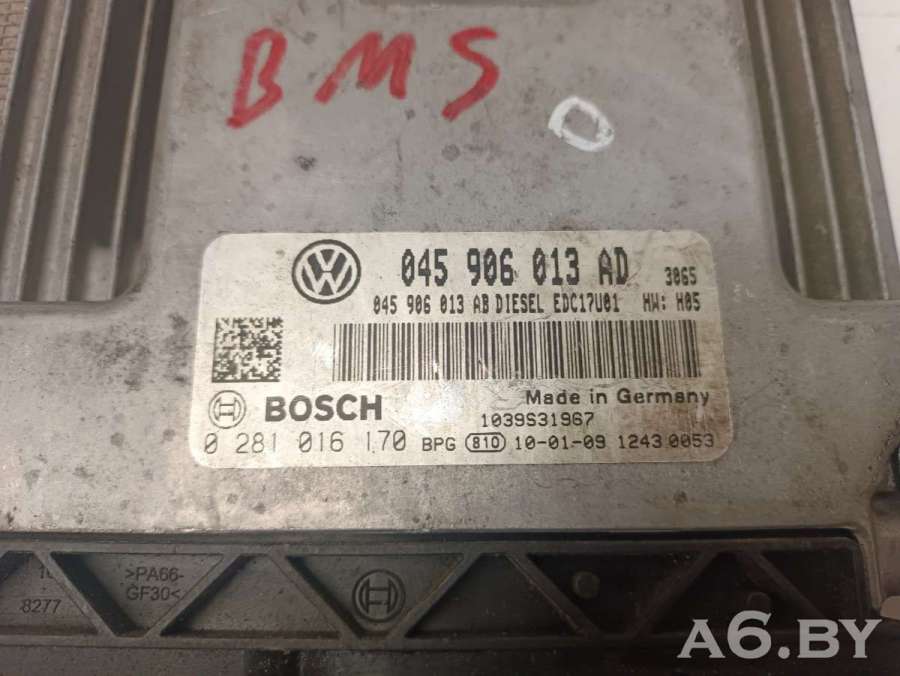 BMS
0
045 906 013 AD 3065
045 906 013 AB DIESEL EDC17U01 HW: H05
BOSCH Made in Germany
1039S31967
0 281 016 170 BPG 810 10-01-09 1243 0053
>PA66-
GF30<
8277
A6.BY